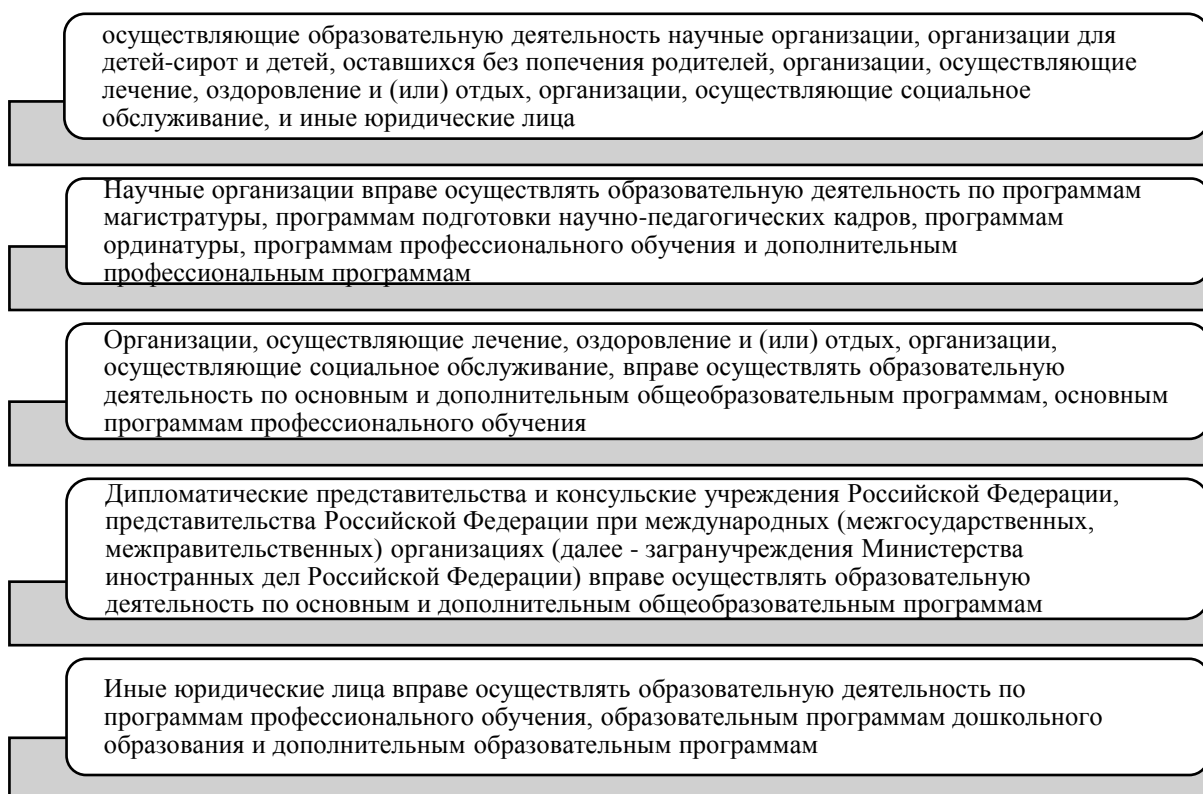 осуществляющие образовательную деятельность научные организации, организации для
детей-сирот и детей, оставшихся без попечения родителей, организации, осуществляющие
лечение, оздоровление и (или) отдых, организации, осуществляющие социальное
обслуживание, и иные юридические лица
Научные организации вправе осуществлять образовательную деятельность по программам
магистратуры, программам подготовки научно-педагогических кадров, программам
ординатуры, программам профессионального обучения и дополнительным
профессиональным программам
Организации, осуществляющие лечение, оздоровление и (или) отдых, организации,
осуществляющие социальное обслуживание, вправе осуществлять образовательную
деятельность по основным и дополнительным общеобразовательным программам, основным
программам профессионального обучения
Дипломатические представительства и консульские учреждения Российской Федерации,
представительства Российской Федерации при международных (межгосударственных,
межправительственных) организациях (далее - загранучреждения Министерства
иностранных дел Российской Федерации) вправе осуществлять образовательную
деятельность по основным и дополнительным общеобразовательным программам
Иные юридические лица вправе осуществлять образовательную деятельность по
программам профессионального обучения, образовательным программам дошкольного
образования и дополнительным образовательным программам